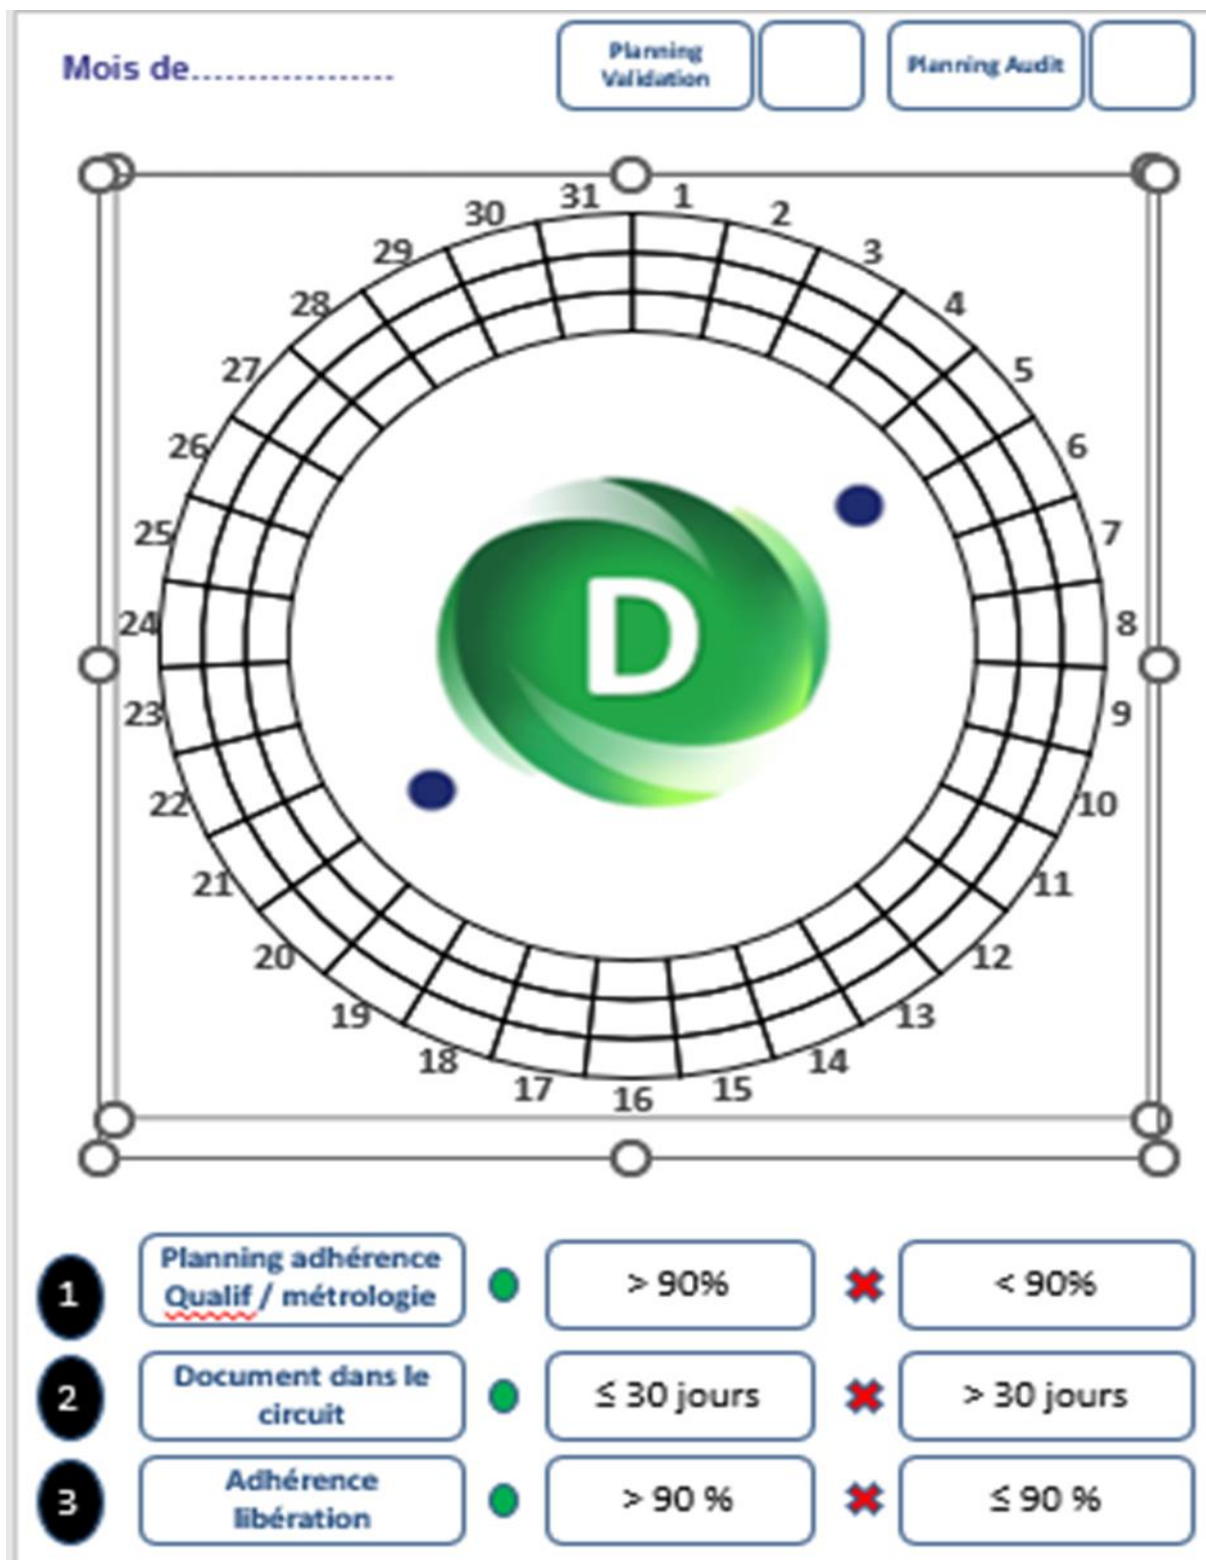 Mois de..................
Planning
Validation
Planning Audit
31
1
30
2
29
3
28
4
27
5
26
6
25
7
24
8
23
9
22
10
21
11
20
12
19
13
18
14
17
15
16
D
1
Planning adhérence
Qualif / métrologie
> 90%
< 90%
2
Document dans le
circuit
≤ 30 jours
> 30 jours
3
Adhérence
libération
> 90 %
≤ 90 %